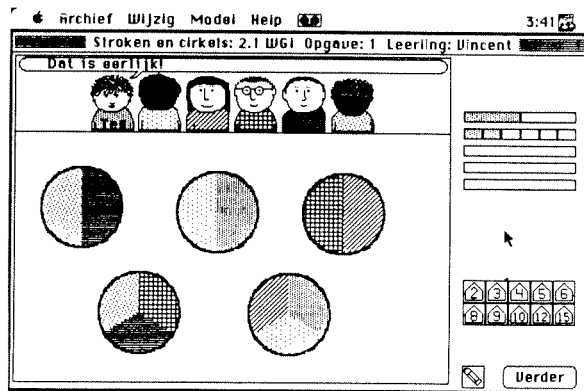 Archief Wijzig Model Help 3:41
Stroken en cirkels: 2.1 WGI Opgave: 1 Leerling: Vincent
Dat is eerlijk!
Ted
2 3 4 5 6
8 9 10 12 15
Verder